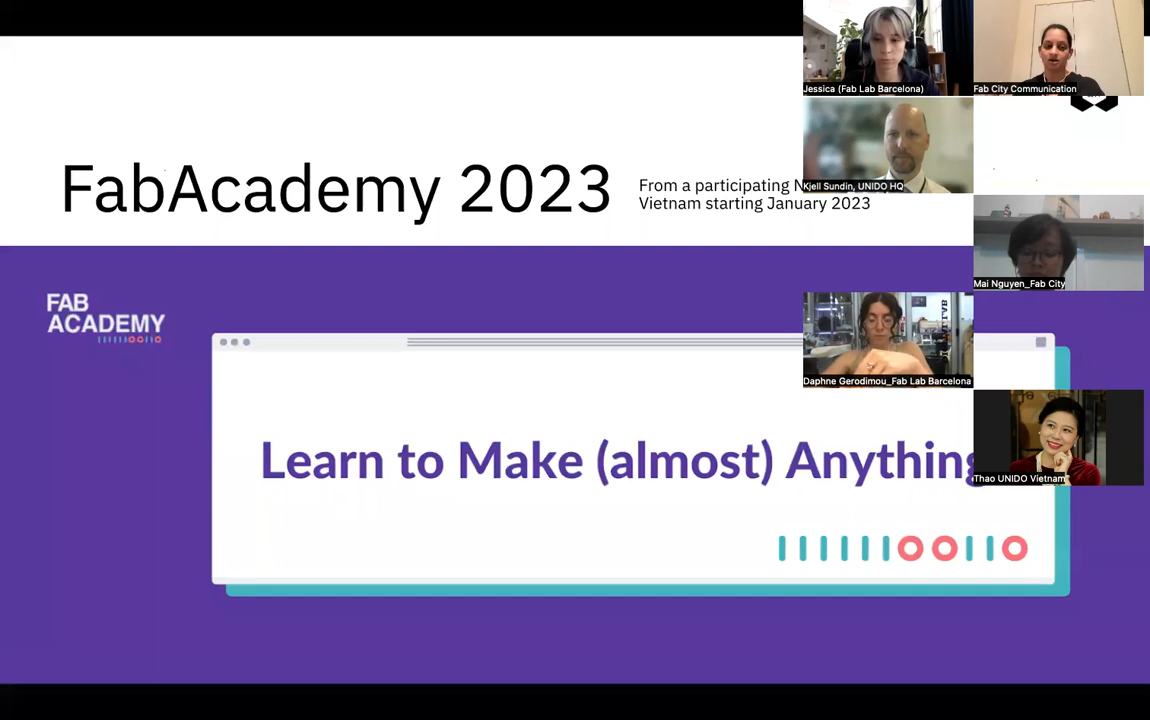 Jessica (Fab Lab Barcelona)
Fab City Communication
Kjell Sundin, UNIDO HQ
FabAcademy 2023
From a participating
Vietnam starting January 2023
Mai Nguyen_Fab City
FAB
ACADEMY
Daphne Gerodimou_Fab Lab Barcelona
Learn to Make (almost) Anything
Thao UNIDO Vietnam